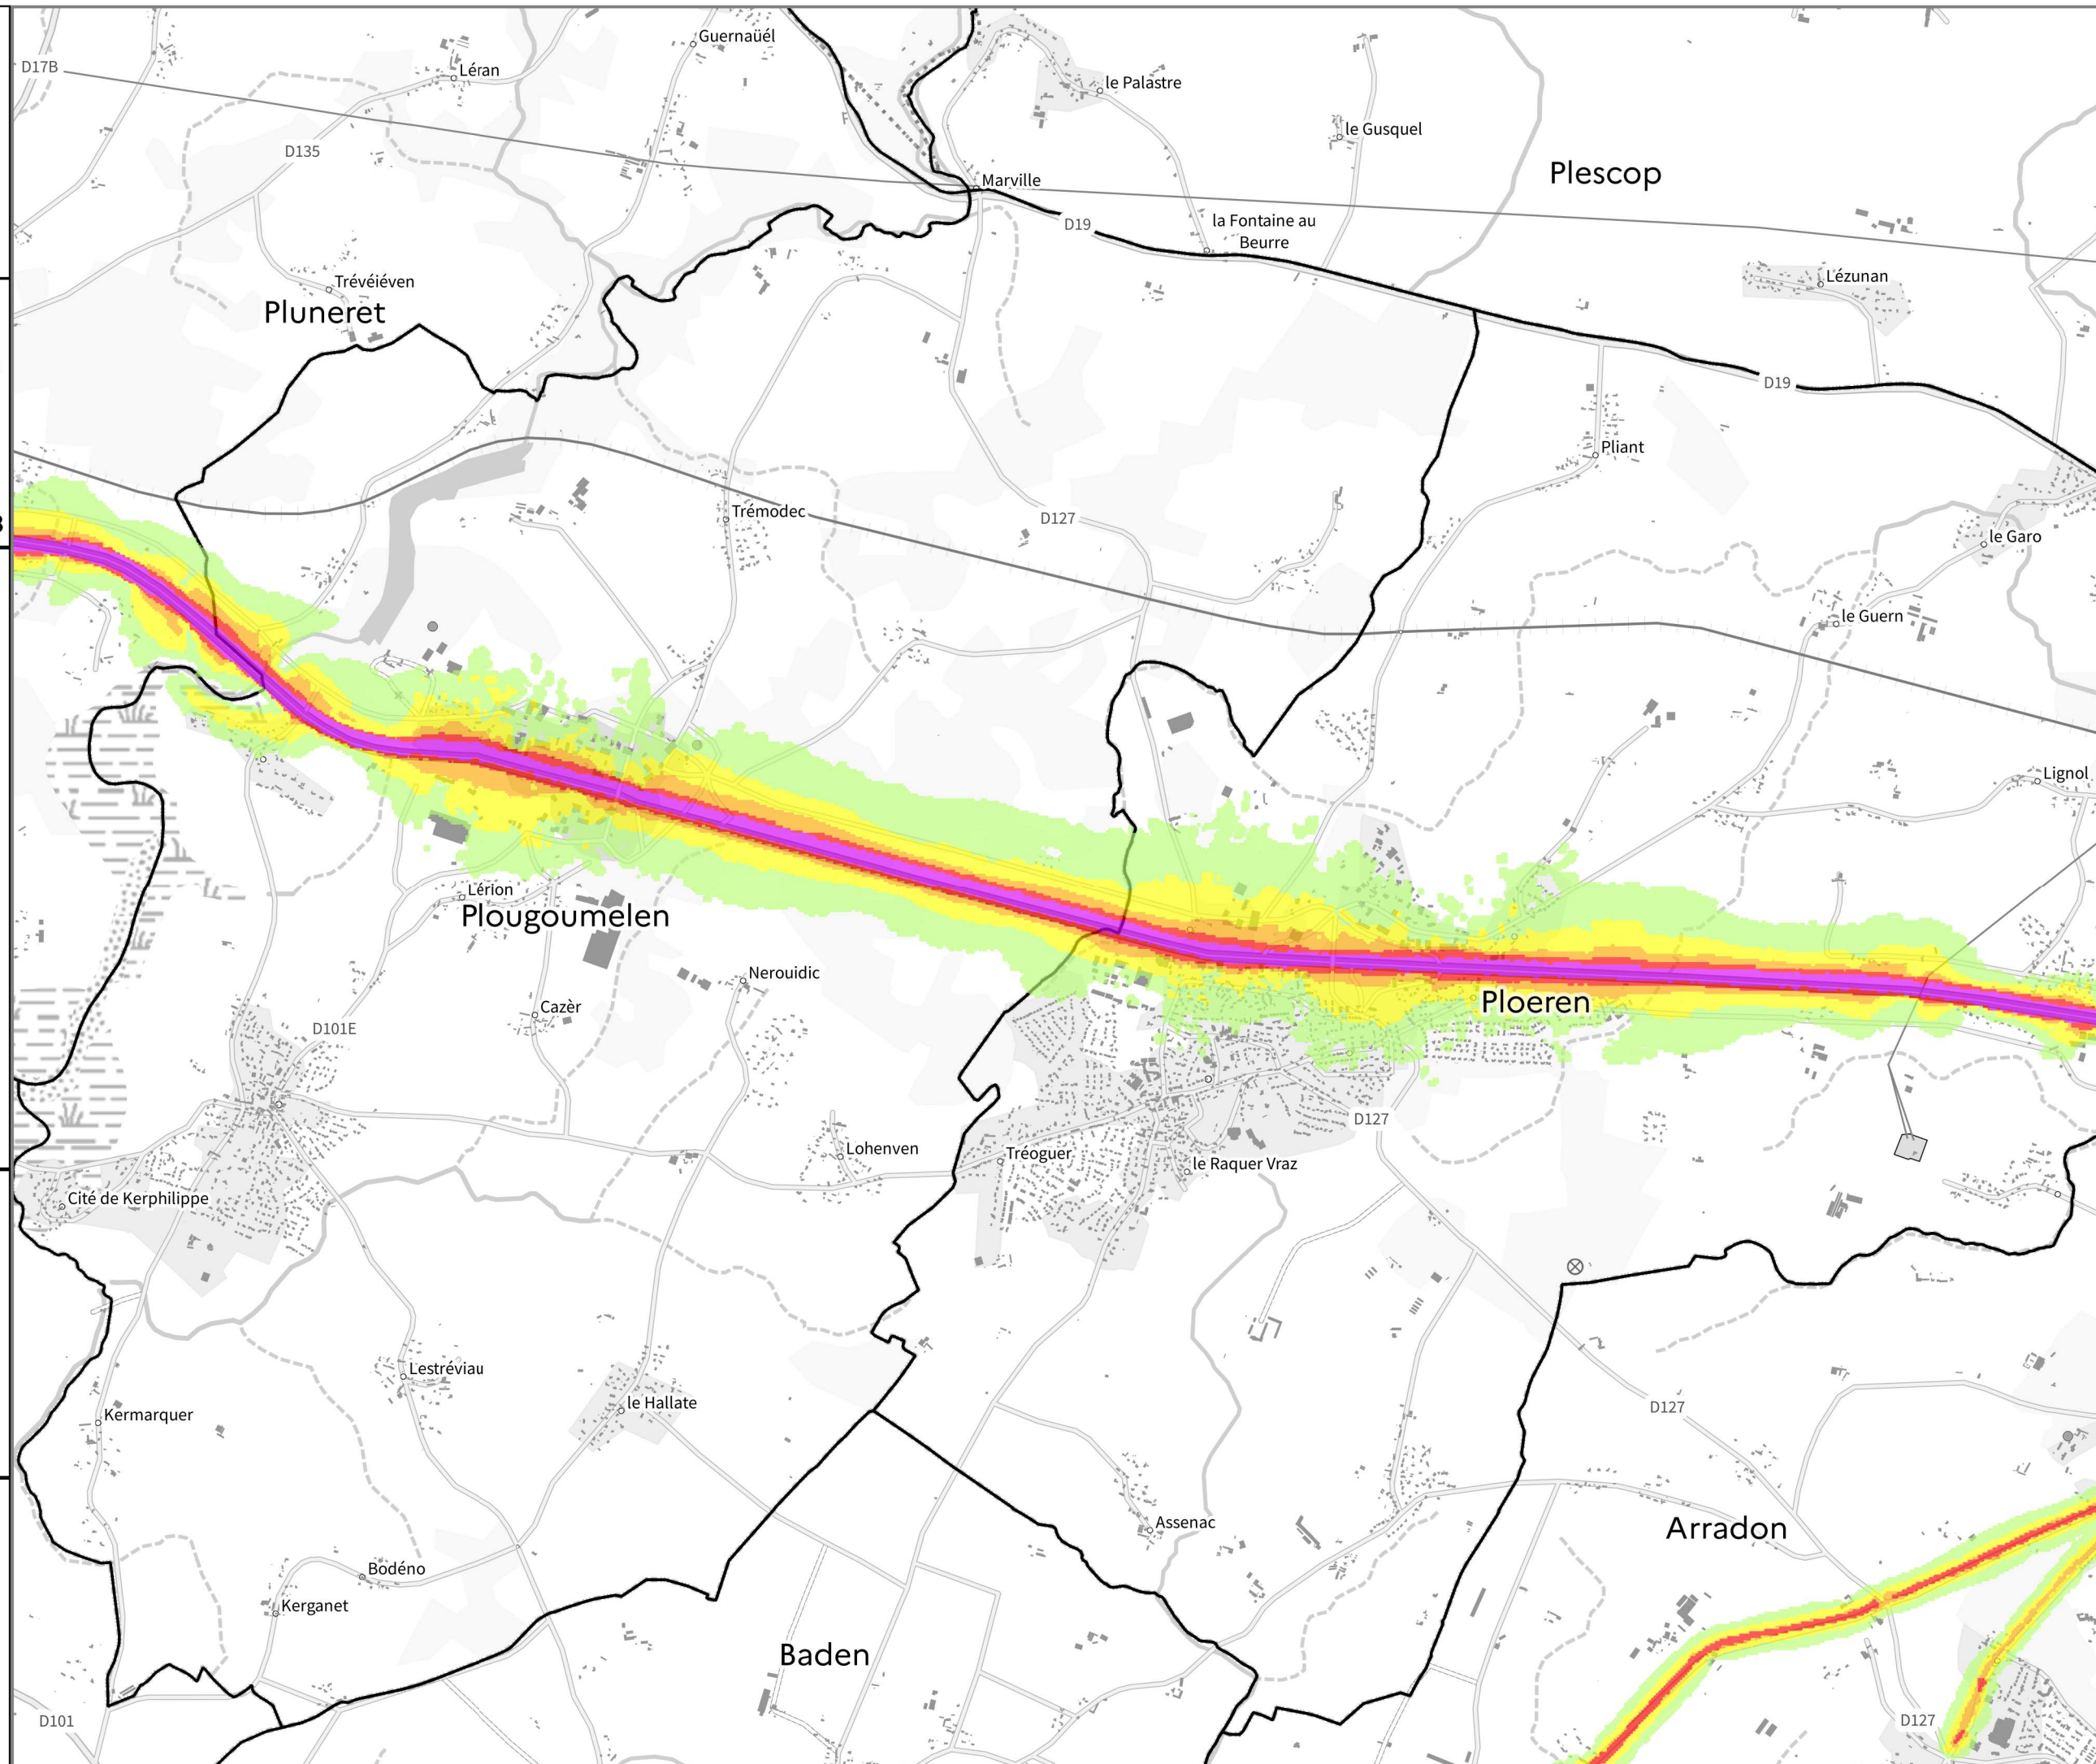 Guernaüél
D17B
Léran
le Palastre
le Gusquel
D135
Plescop
Marville
D19
la Fontaine au
Beurre
Trévéiéven
Lézunan
Pluneret
D19
Pliant
Trémodec
D127
le Garo
le Guern
Lignol
Lérion
Plougoumelen
Nerouidic
Ploeren
Cazèr
D101E
D127
Lohenven
Tréoguer
le Raquer Vraz
Cité de Kerphilippe
Lestréviau
le Hallate
D127
Kermarquer
Assenac
Arradon
Bodéno
Kerganet
Baden
D101
D127